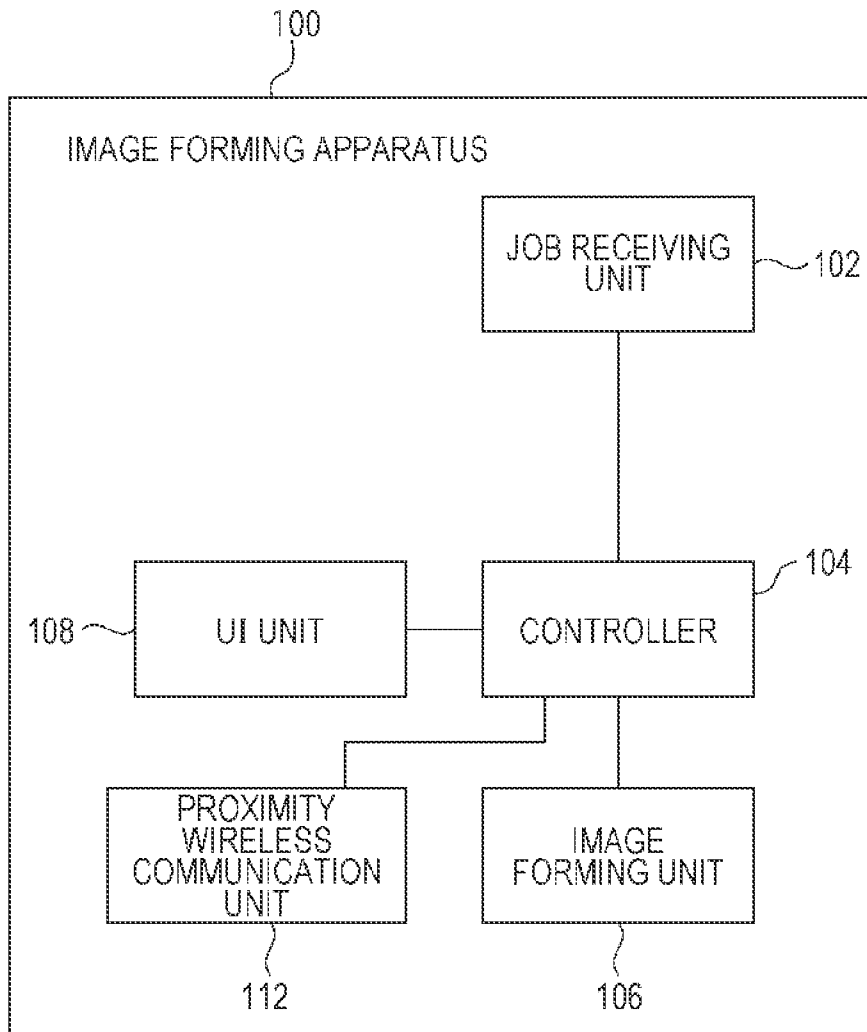 100
IMAGE FORMING APPARATUS
JOB RECEIVING
UNIT
102
104
108
UI UNIT
CONTROLLER
PROXIMITY
WIRELESS
COMMUNICATION
UNIT
IMAGE
FORMING UNIT
112
106